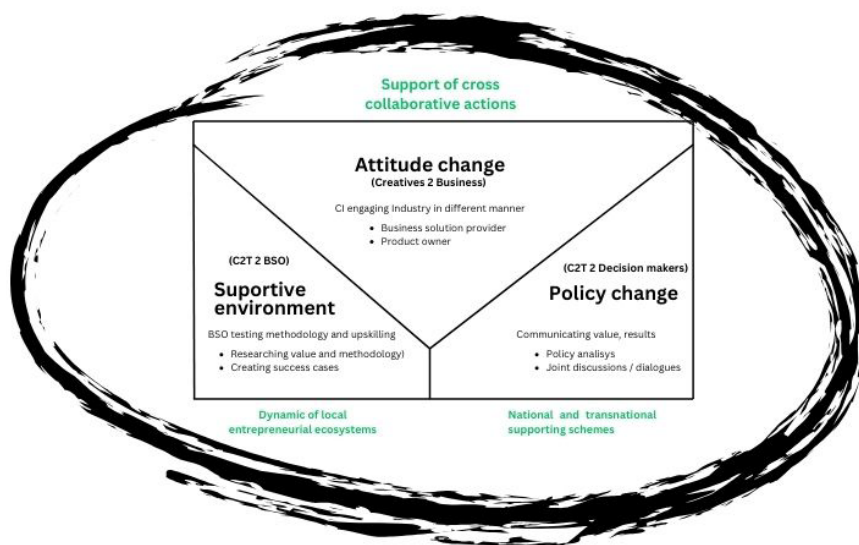 Support of cross
collaborative actions
Attitude change
(Creatives 2 Business)
CI engaging Industry in different manner
• Business solution provider
• Product owner
(C2T 2 BSO)
Suportive
environment
BSO testing methodology and upskilling
• Researching value and methodology)
• Creating success cases
(C2T 2 Decision makers)
Policy change
Communicating value, results
• Policy analisys
• Joint discussions / dialogues
Dynamic of local
entrepreneurial ecosystems
National and transnational
supporting schemes